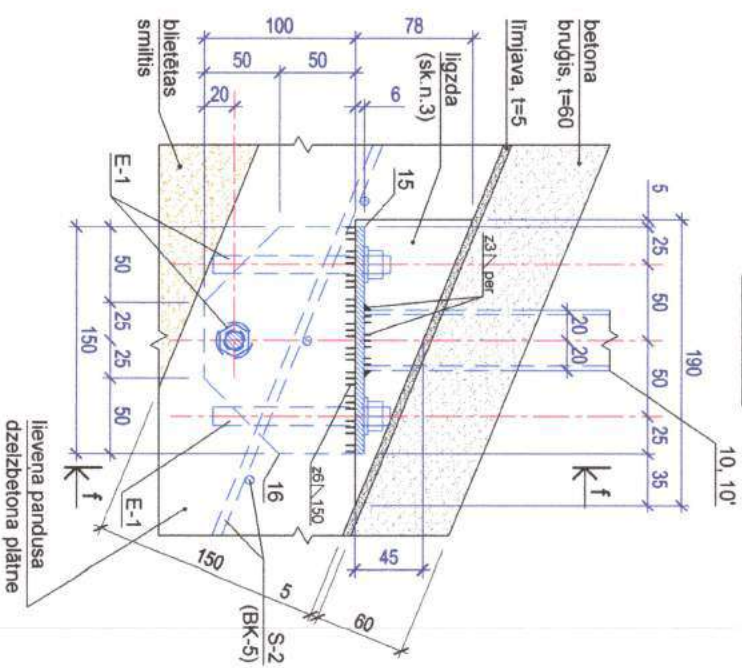 betona
bruģis, t=60
līmjava, t=5
ligzda
(sk.n.3)
blietētas
smiltis
78
100
50
50
20
6
15
E-1
z3
per
5
190
25
50
50
25
35
20
20
10, 10'
f
f
50
25
25
50
150
z6
150
16
E-1
45
60
5
150
S-2
(BK-5)
lieveņa pandusa
dzelzbetona plātne